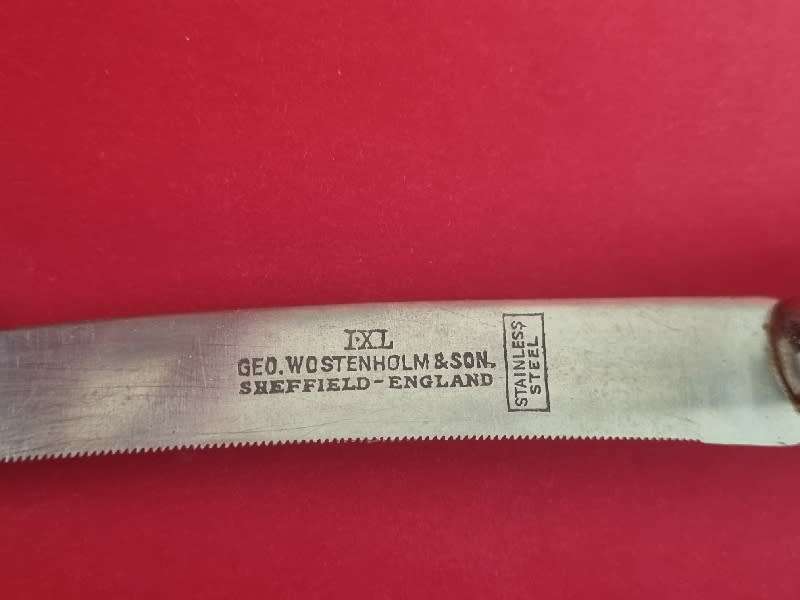 I·XL
GEO. WOSTENHOLM & SON.
SHEFFIELD - ENGLAND
STAINLESS
STEEL